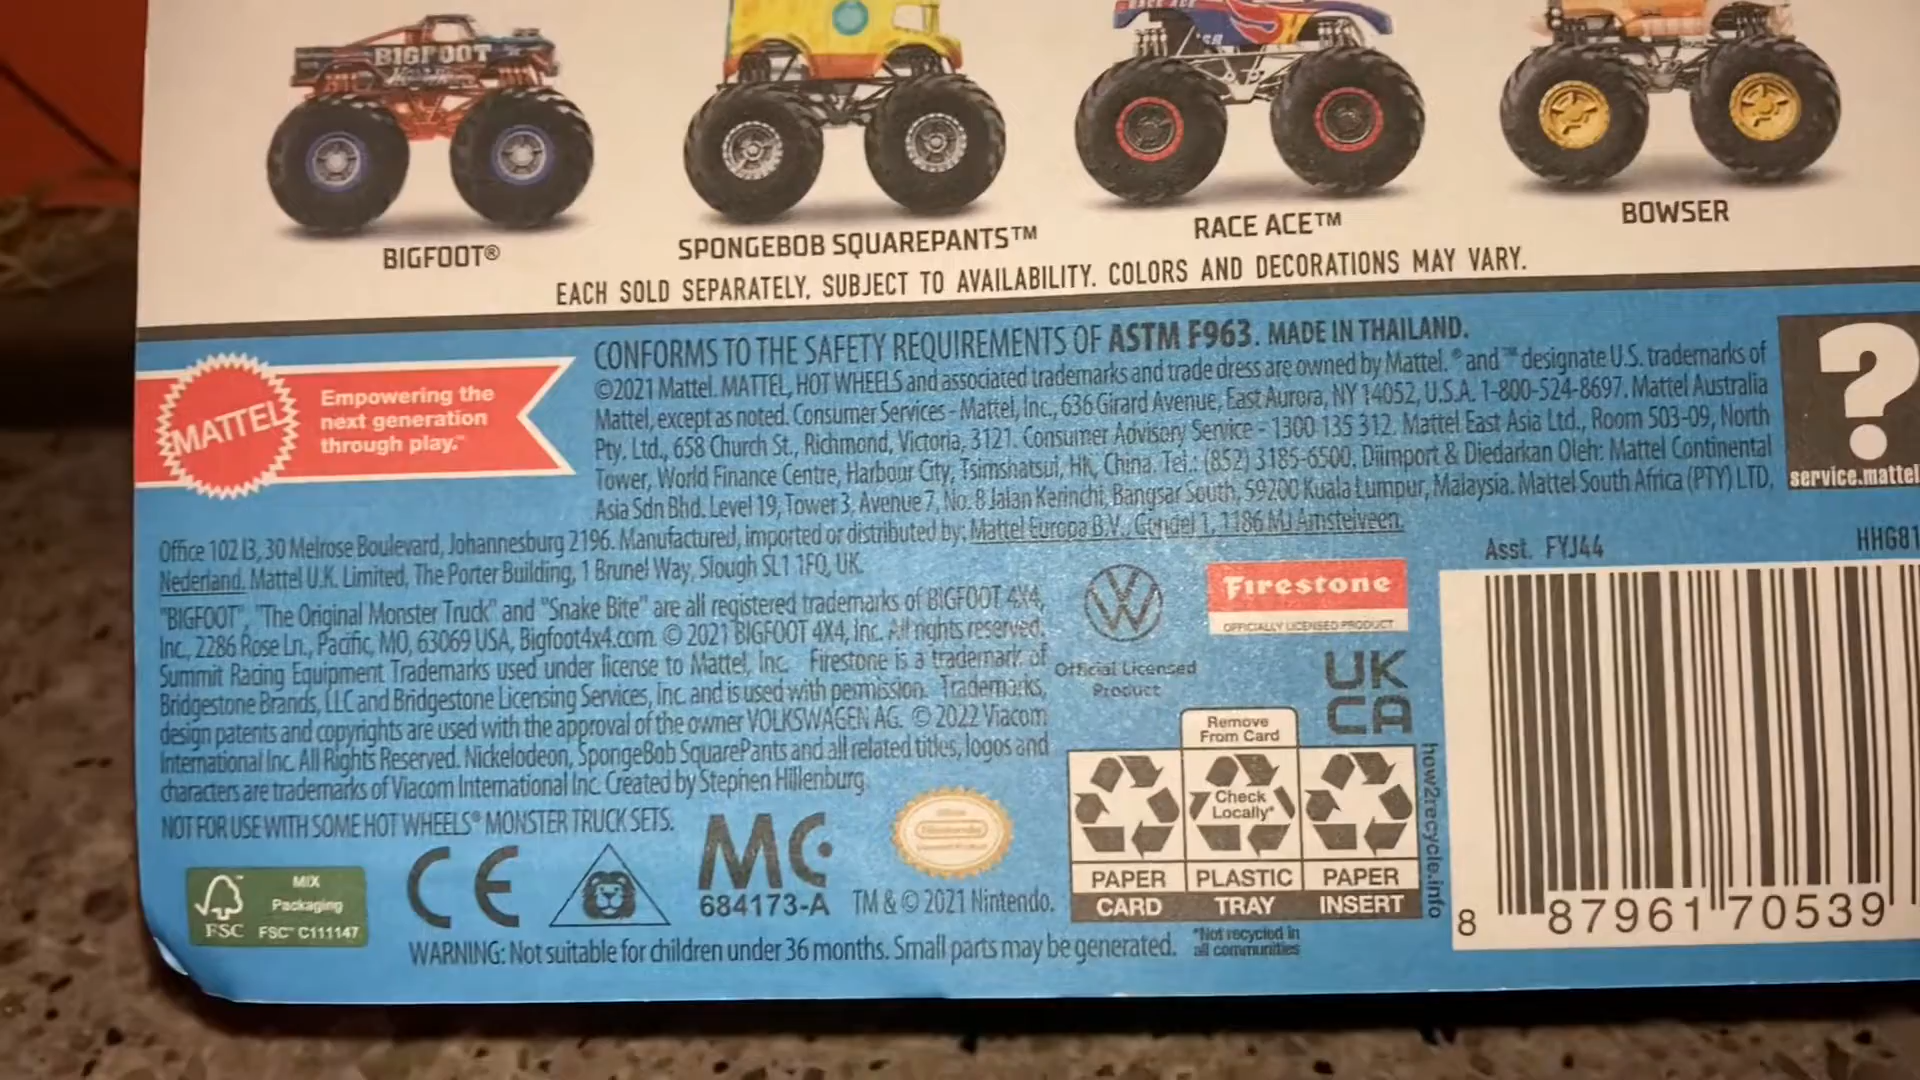 BIGFOOT
RACE ACE
BIGFOOT®
SPONGEBOB SQUAREPANTS™
RACE ACE™
BOWSER
EACH SOLD SEPARATELY, SUBJECT TO AVAILABILITY. COLORS AND DECORATIONS MAY VARY.
MATTEL
Empowering the
next generation
through play.™
CONFORMS TO THE SAFETY REQUIREMENTS OF ASTM F963. MADE IN THAILAND.
©2021 Mattel. MATTEL, HOT WHEELS and associated trademarks and trade dress are owned by Mattel. ® and ™ designate U.S. trademarks of
Mattel, except as noted. Consumer Services - Mattel, Inc., 636 Girard Avenue, East Aurora, NY 14052, U.S.A. 1-800-524-8697. Mattel Australia
Pty. Ltd., 658 Church St., Richmond, Victoria, 3121. Consumer Advisory Service - 1300 135 312. Mattel East Asia Ltd., Room 503-09, North
Tower, World Finance Centre, Harbour City, Tsimshatsui, HK, China. Tel.: (852) 3185-6500. Diimport & Diedarkan Oleh: Mattel Continental
Asia Sdn Bhd. Level 19, Tower 3, Avenue 7, No. 8 Jalan Kerinchi, Bangsar South, 59200 Kuala Lumpur, Malaysia. Mattel South Africa (PTY) LTD,
Office 102 I3, 30 Melrose Boulevard, Johannesburg 2196. Manufactured, imported or distributed by: Mattel Europa B.V., Gondel 1, 1186 MJ Amstelveen,
Nederland. Mattel U.K. Limited, The Porter Building, 1 Brunel Way, Slough SL1 1FQ, UK.
?
service.mattel
"BIGFOOT", "The Original Monster Truck" and "Snake Bite" are all registered trademarks of BIGFOOT 4X4,
Inc., 2286 Rose Ln., Pacific, MO, 63069 USA, Bigfoot4x4.com. © 2021 BIGFOOT 4X4, Inc. All rights reserved.
Summit Racing Equipment Trademarks used under license to Mattel, Inc. Firestone is a trademark of
Bridgestone Brands, LLC and Bridgestone Licensing Services, Inc. and is used with permission. Trademarks,
design patents and copyrights are used with the approval of the owner VOLKSWAGEN AG. © 2022 Viacom
International Inc. All Rights Reserved. Nickelodeon, SpongeBob SquarePants and all related titles, logos and
characters are trademarks of Viacom International Inc. Created by Stephen Hillenburg.
NOT FOR USE WITH SOME HOT WHEELS® MONSTER TRUCK SETS.
Official Licensed
Product
Firestone
OFFICIALLY LICENSED PRODUCT
UK
CA
Asst. FYJ44
HHG81
Remove
From Card
Check
Locally*
PAPER
CARD
PLASTIC
TRAY
PAPER
INSERT
how2recycle.info
*Not recycled in
all communities
FSC
MIX
Packaging
FSC™ C111147
CE
MC
684173-A
Nintendo
TM & © 2021 Nintendo.
WARNING: Not suitable for children under 36 months. Small parts may be generated.
8 87961 70539